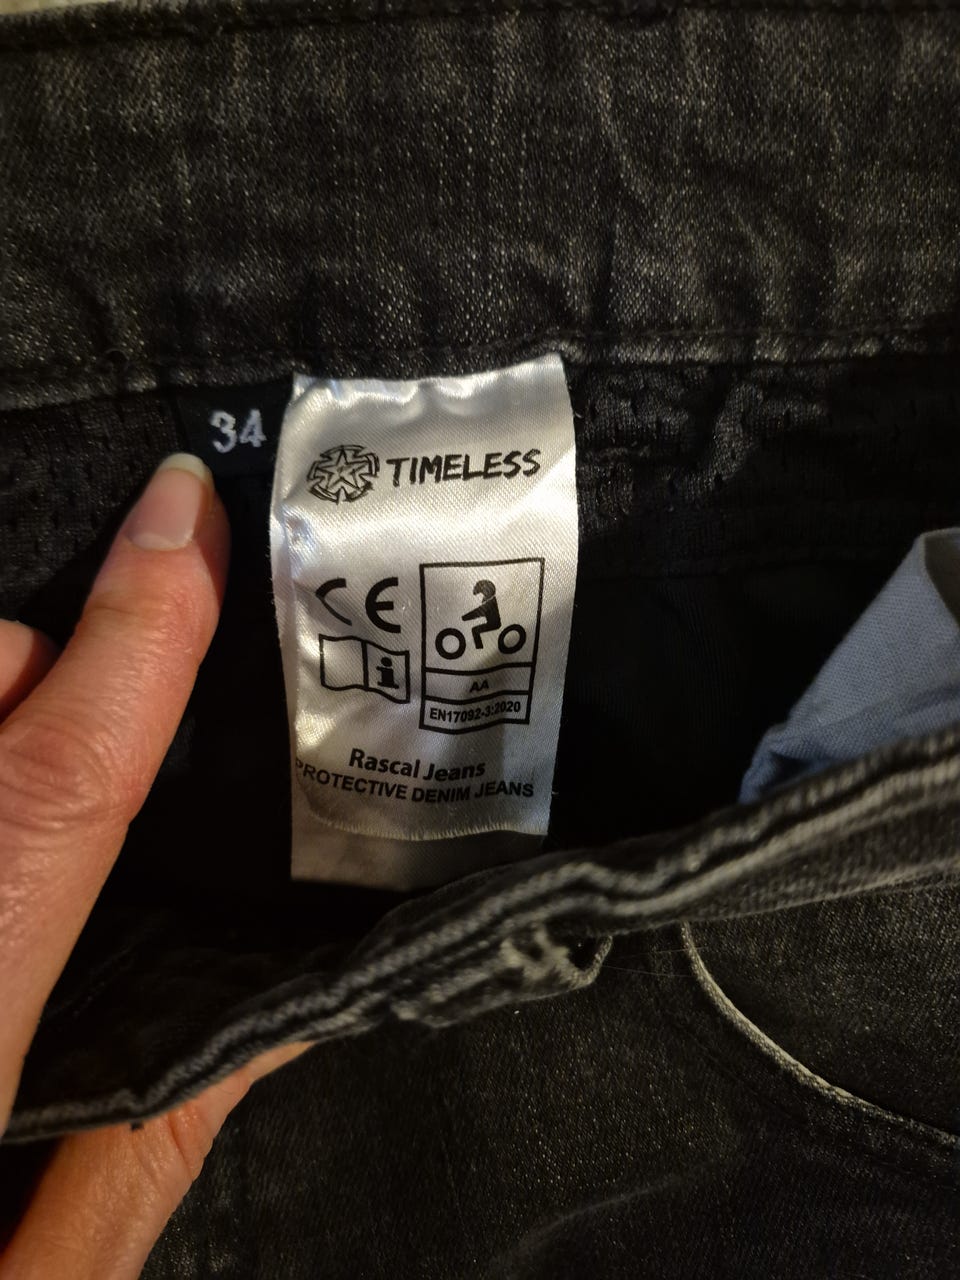 34
TIMELESS
CE
i
AA
EN17092-3:2020
Rascal Jeans
PROTECTIVE DENIM JEANS